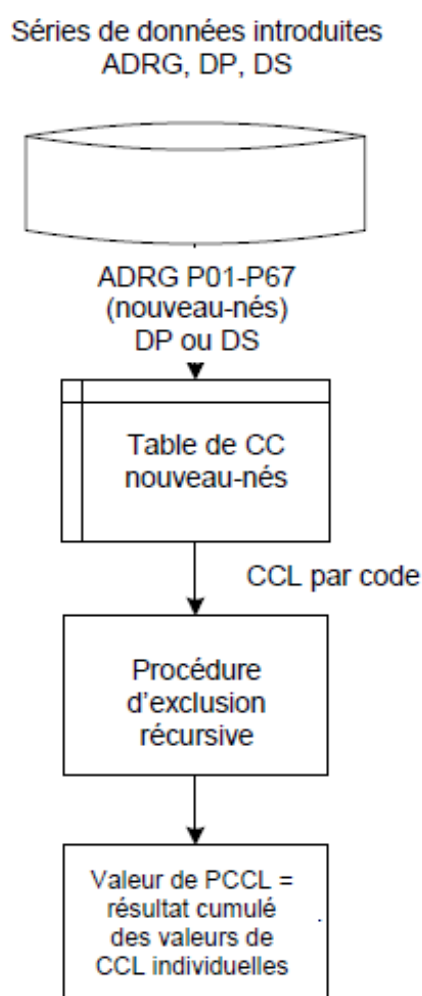 Séries de données introduites
ADRG, DP, DS
ADRG P01-P67
(nouveau-nés)
DP ou DS
Table de CC
nouveau-nés
CCL par code
Procédure
d'exclusion
récursive
Valeur de PCCL =
résultat cumulé
des valeurs de
CCL individuelles